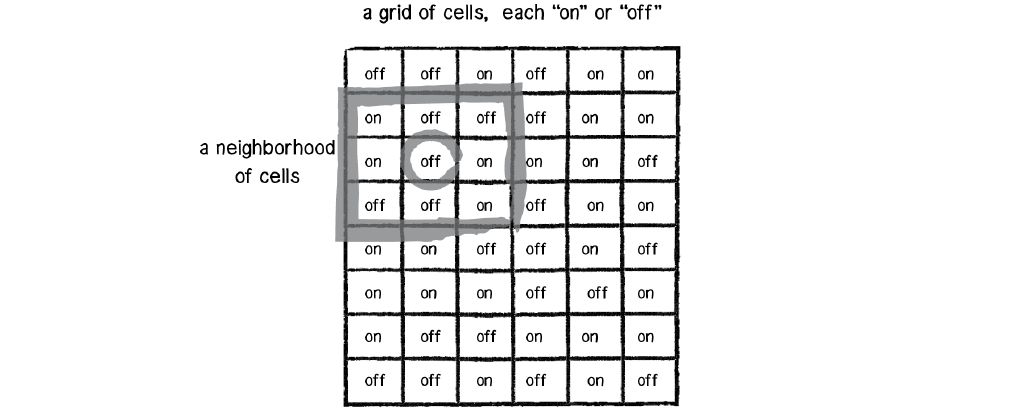 a grid of cells, each “on” or “off”
off off on off on on
on off off off on on
a neighborhood
of cells
on off on on on off
off off on off on on
on on off off on off
on on on off off on
on off off on on on
off off on off on off